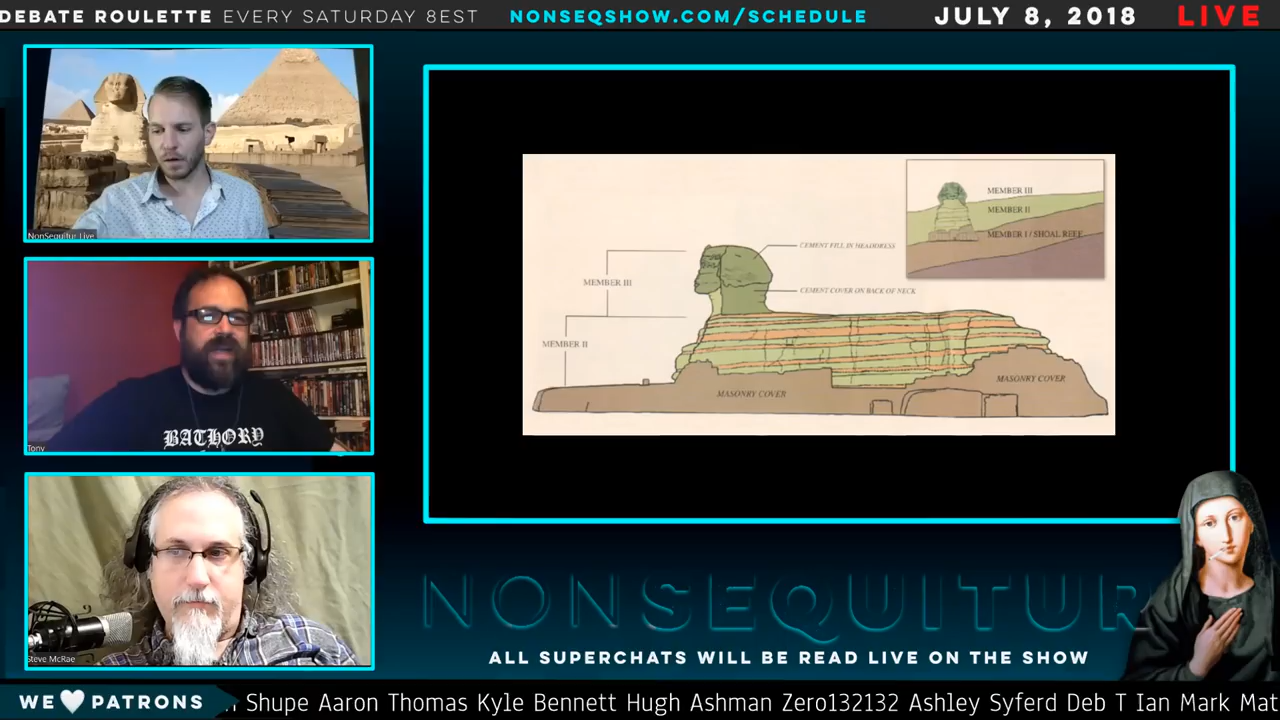 DEBATE ROULETTE EVERY SATURDAY 8EST NONSEQSHOW.COM/SCHEDULE JULY 8, 2018 LIVE
NonSequitur Live
BATHORY
Tony
Steve McRae
MEMBER III
MEMBER II
MEMBER I / SHOAL REEF
CEMENT FILL IN HEADDRESS
MEMBER III
CEMENT COVER ON BACK OF NECK
MEMBER II
MASONRY COVER
MASONRY COVER
NONSEQUITUR
ALL SUPERCHATS WILL BE READ LIVE ON THE SHOW
WE PATRONS Shupe Aaron Thomas Kyle Bennett Hugh Ashman Zero132132 Ashley Syferd Deb T Ian Mark Mat